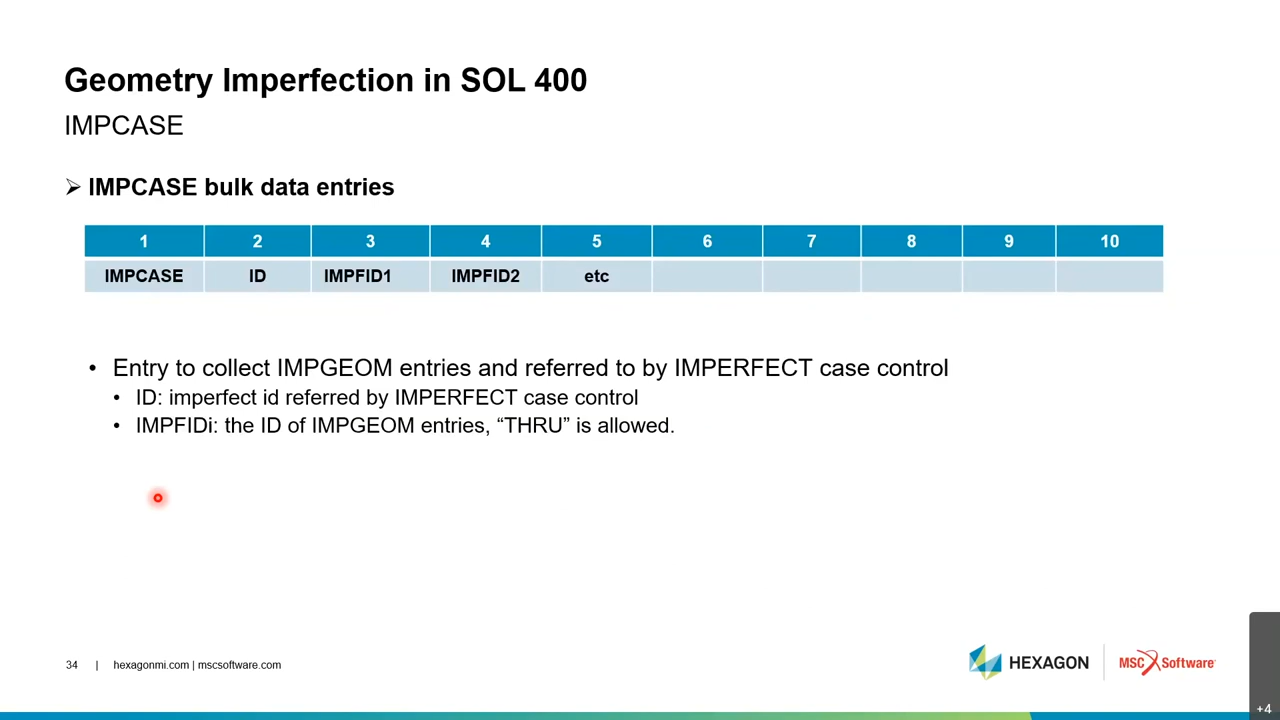 Geometry Imperfection in SOL 400
IMPCASE
➢ IMPCASE bulk data entries
1 2 3 4 5 6 7 8 9 10
IMPCASE ID IMPFID1 IMPFID2 etc
• Entry to collect IMPGEOM entries and referred to by IMPERFECT case control
• ID: imperfect id referred by IMPERFECT case control
• IMPFIDi: the ID of IMPGEOM entries, “THRU” is allowed.
34 | hexagonmi.com | mscsoftware.com
HEXAGON
MSC Software
+4